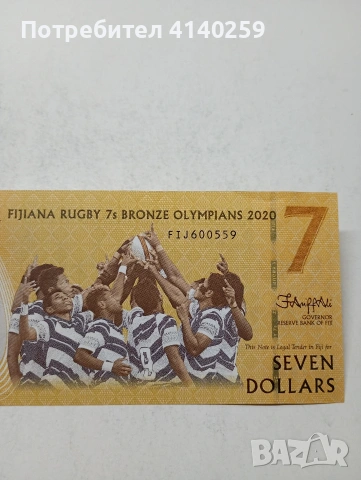 Потребител 4140259
FIJIANA RUGBY 7s BRONZE OLYMPIANS 2020
7
FIJ600559
GOVERNOR
RESERVE BANK OF FIJI
This Note is Legal Tender in Fiji for
SEVEN
DOLLARS
BAZAR